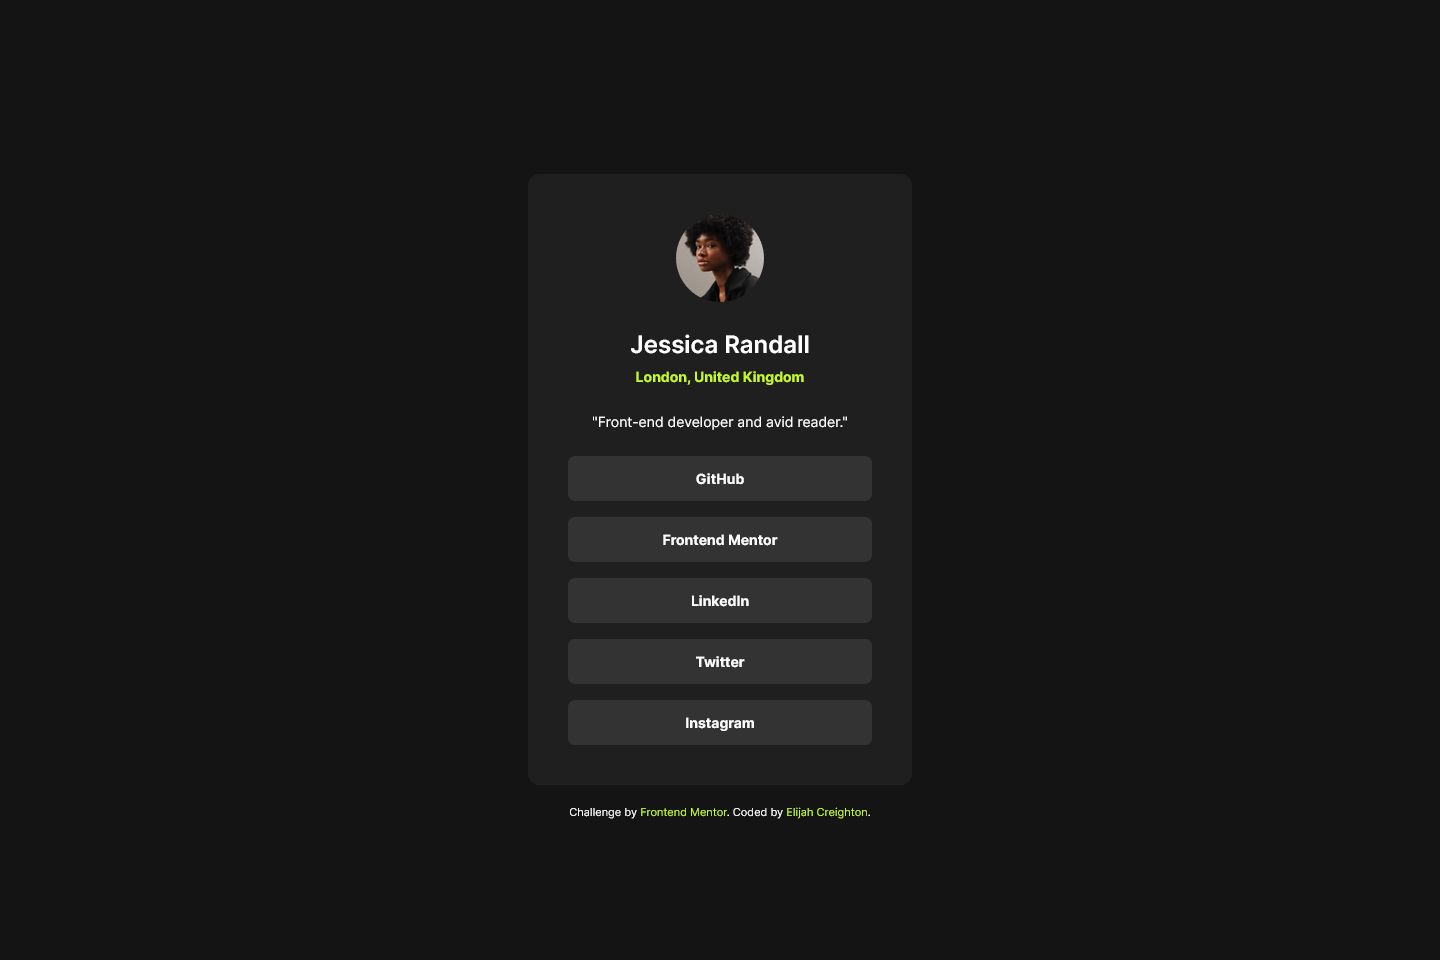 Jessica Randall
London, United Kingdom
"Front-end developer and avid reader."
GitHub
Frontend Mentor
LinkedIn
Twitter
Instagram
Challenge by Frontend Mentor. Coded by Elijah Creighton.